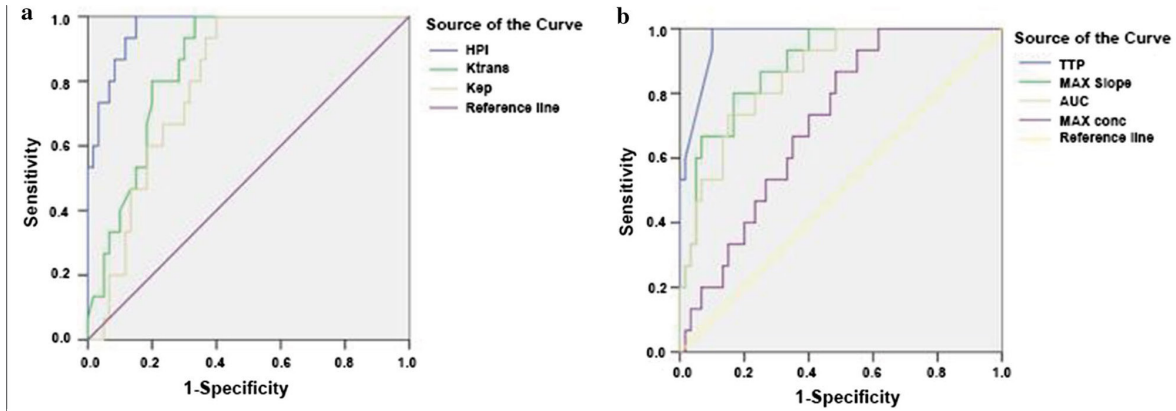 a
Source of the Curve
HPI
Ktrans
Kep
Reference line
Sensitivity
1.0
0.8
0.6
0.4
0.2
0.0
0.0 0.2 0.4 0.6 0.8 1.0
1-Specificity
b
Source of the Curve
TTP
MAX Slope
AUC
MAX conc
Reference line
Sensitivity
1.0
0.8
0.6
0.4
0.2
0.0
0.0 0.2 0.4 0.6 0.8 1.0
1-Specificity